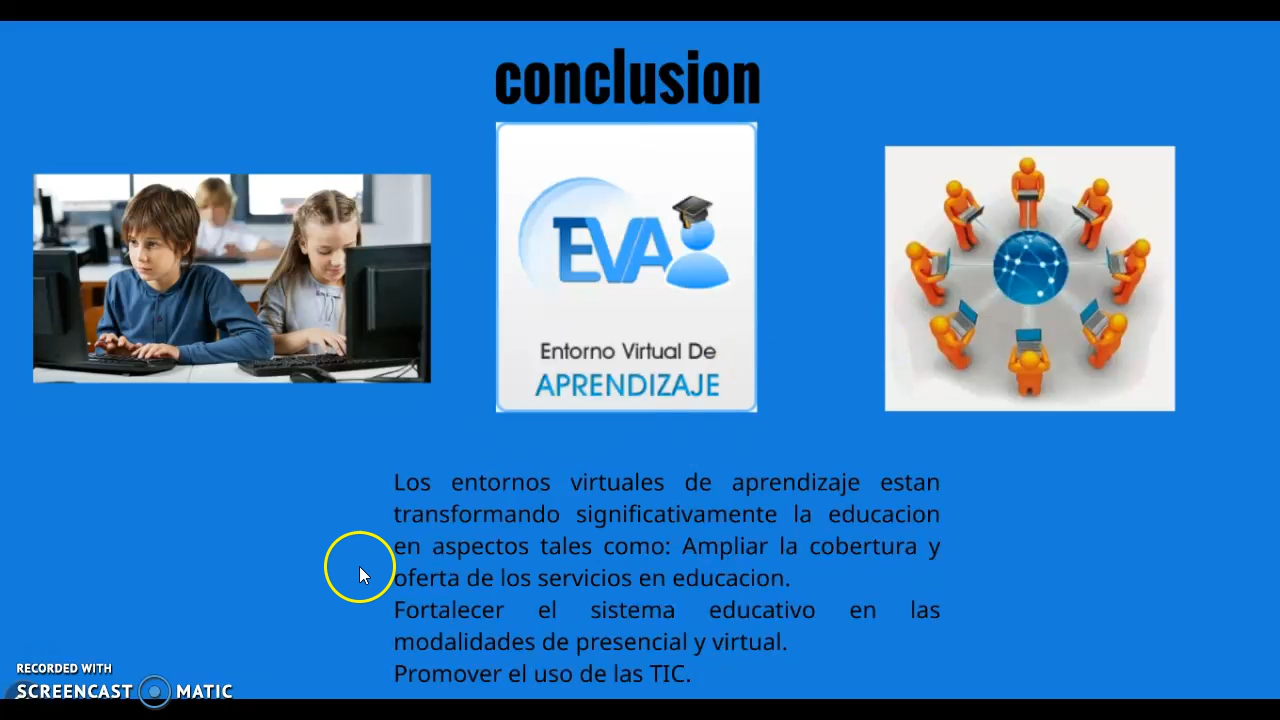 conclusion
EVA
Entorno Virtual De
APRENDIZAJE
Los entornos virtuales de aprendizaje estan
transformando significativamente la educacion
en aspectos tales como: Ampliar la cobertura y
oferta de los servicios en educacion.
Fortalecer el sistema educativo en las
modalidades de presencial y virtual.
Promover el uso de las TIC.
RECORDED WITH
SCREENCAST MATIC